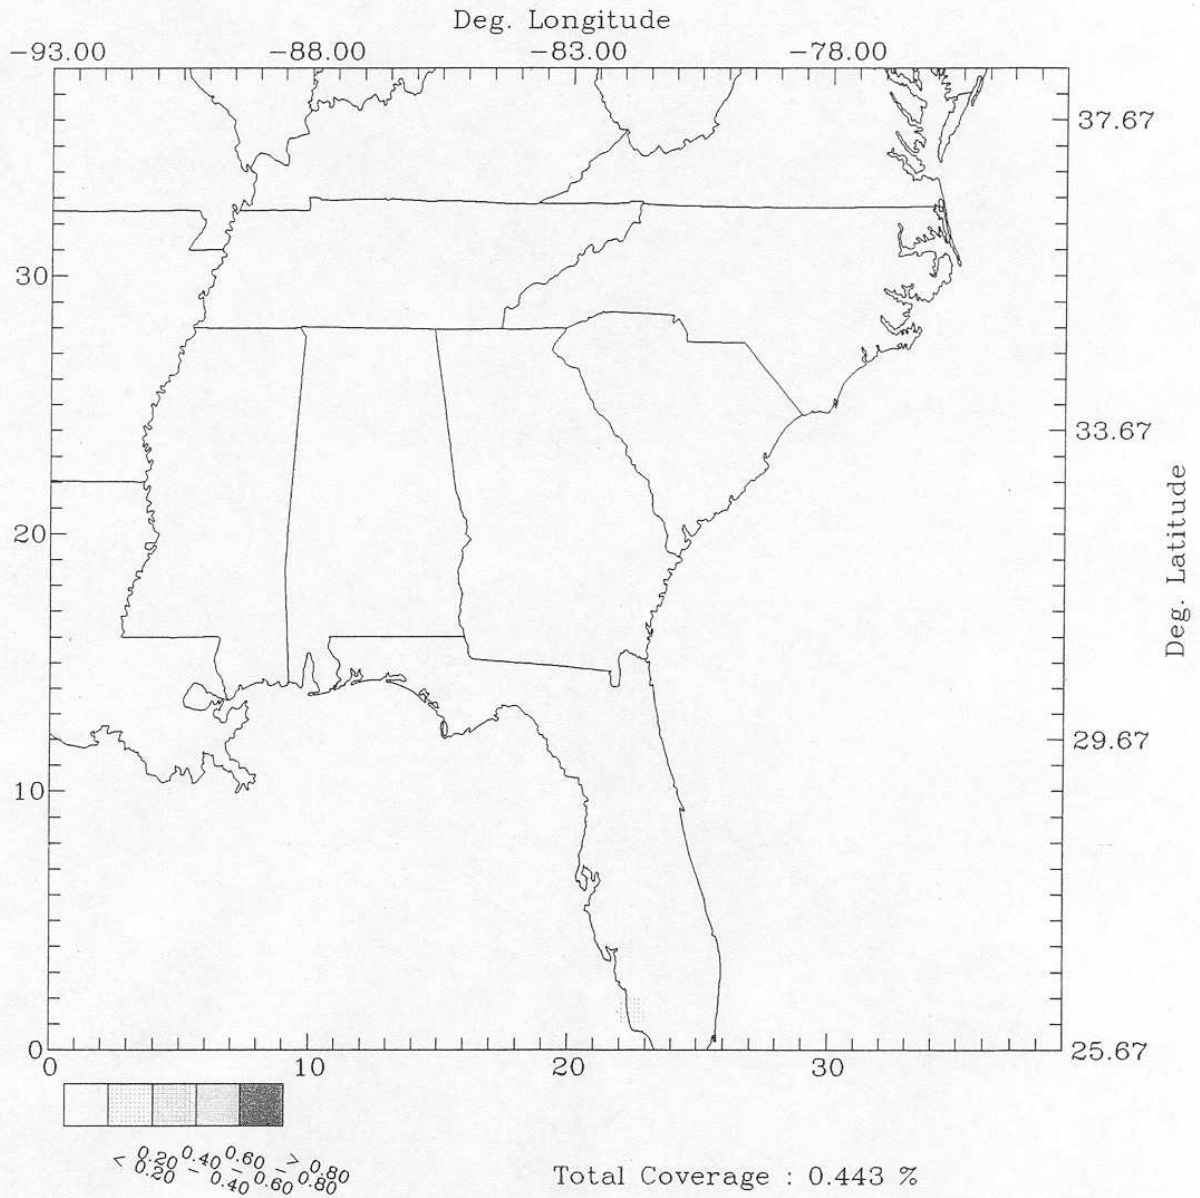 Deg. Longitude
-93.00 -88.00 -83.00 -78.00
37.67
30
33.67
20
Deg. Latitude
29.67
10
0
25.67
0 10 20 30
< 0.20
0.20 - 0.40
0.40 - 0.60
0.60 - 0.80
> 0.80
Total Coverage : 0.443 %